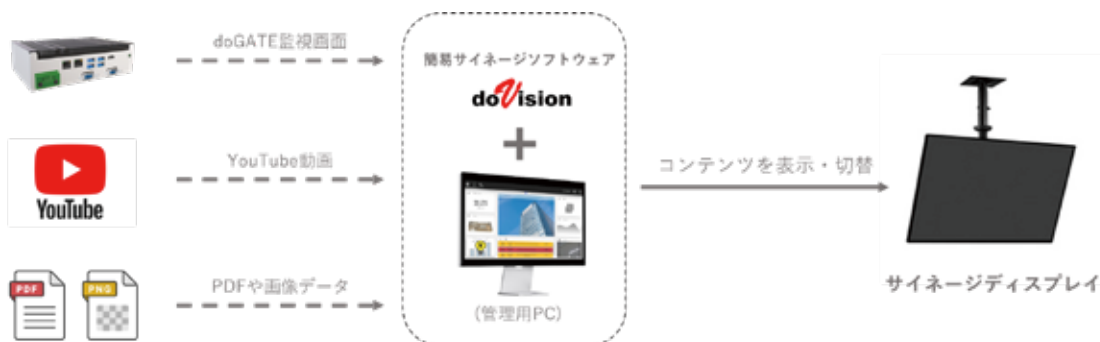 doGATE監視画面
YouTube
YouTube動画
PDF
PNG
PDFや画像データ
簡易サイネージソフトウェア
doVision
+
(管理用PC)
コンテンツを表示・切替
サイネージディスプレイ